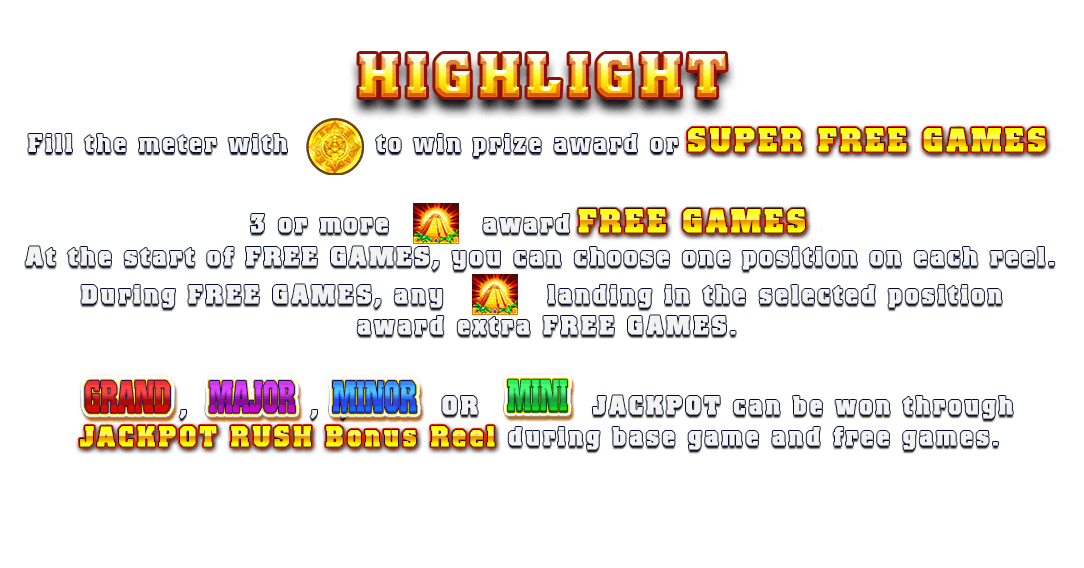 HIGHLIGHT
Fill the meter with to win prize award or SUPER FREE GAMES
3 or more award FREE GAMES
At the start of FREE GAMES, you can choose one position on each reel.
During FREE GAMES, any landing in the selected position
award extra FREE GAMES.
GRAND, MAJOR, MINOR OR MINI JACKPOT can be won through
JACKPOT RUSH Bonus Reel during base game and free games.